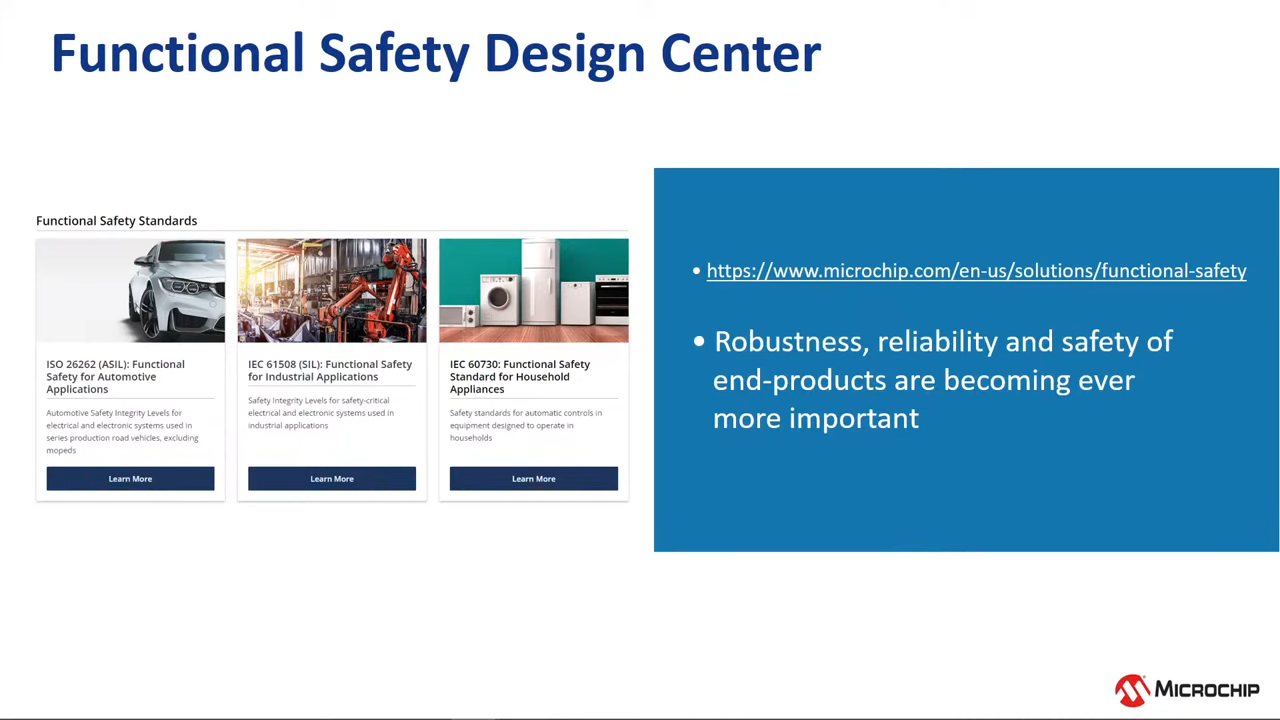 Functional Safety Design Center
Functional Safety Standards
ISO 26262 (ASIL): Functional
Safety for Automotive
Applications
Automotive Safety Integrity Levels for
electrical and electronic systems used in
series production road vehicles, excluding
mopeds
Learn More
IEC 61508 (SIL): Functional Safety
for Industrial Applications
Safety Integrity Levels for safety-critical
electrical and electronic systems used in
industrial applications
Learn More
IEC 60730: Functional Safety
Standard for Household
Appliances
Safety standards for automatic controls in
equipment designed to operate in
households
Learn More
• https://www.microchip.com/en-us/solutions/functional-safety
• Robustness, reliability and safety of
end-products are becoming ever
more important
MICROCHIP